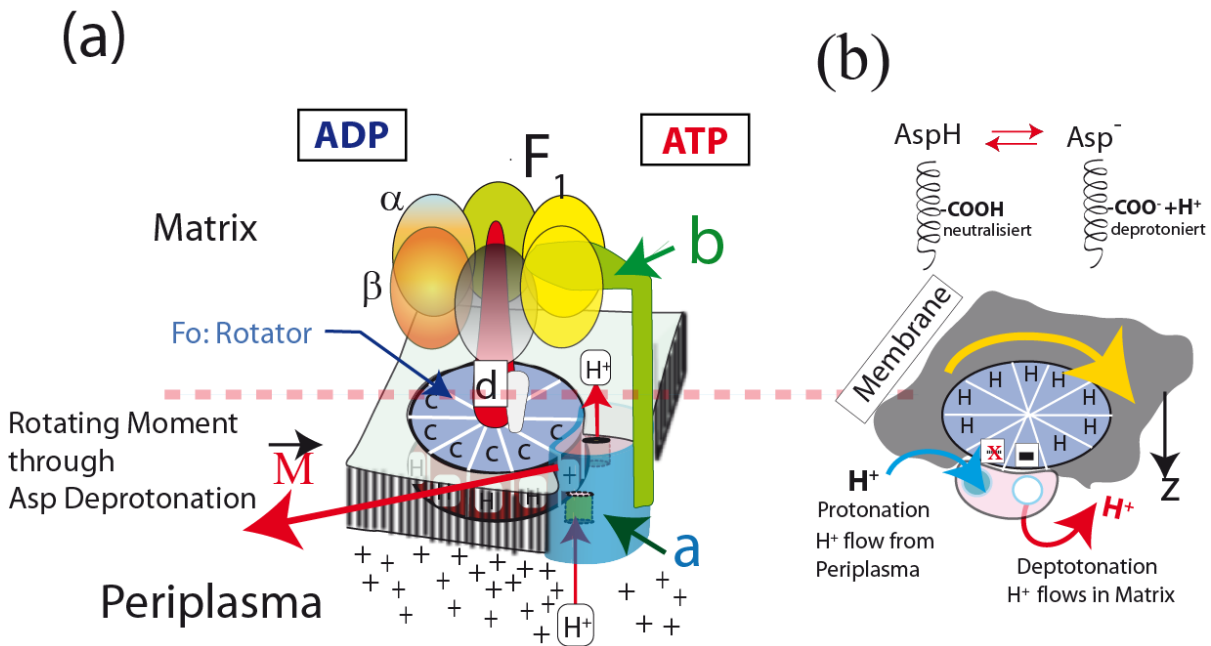 (a)
ADP
ATP
F1
α
Matrix
b
β
Fo: Rotator
d
H⁺
C
C
C
C
C
C
Rotating Moment
through
M
Asp Deprotonation
H
H
H
+
a
+ + + + + + +
+ + + + + + +
+ + + + + +
+ + + +
Periplasma
H⁺
(b)
AspH
Asp⁻
-COOH
neutralisiert
-COO⁻ +H⁺
deprotoniert
Membrane
H
H
H
H
H
H
H
H
X
-
Z
H⁺
H⁺
Protonation
H⁺ flow from
Periplasma
Deptotonation
H⁺ flows in Matrix